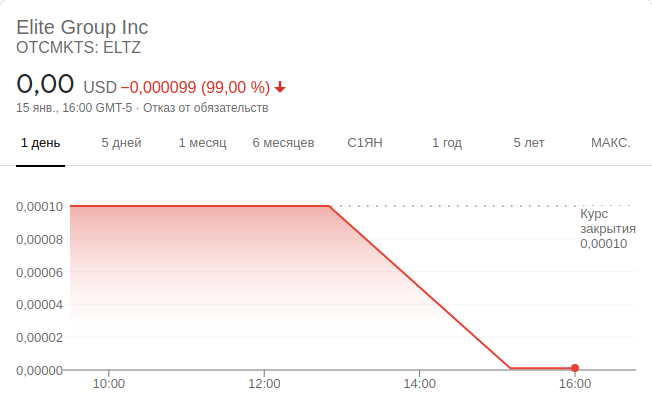 Elite Group Inc
OTCMKTS: ELTZ
0,00 USD −0,000099 (99,00 %)
15 янв., 16:00 GMT-5 · Отказ от обязательств
1 день 5 дней 1 месяц 6 месяцев С1ЯН 1 год 5 лет МАКС.
0,00010
Курс
закрытия
0,00010
0,00008
0,00006
0,00004
0,00002
0,00000
10:00 12:00 14:00 16:00